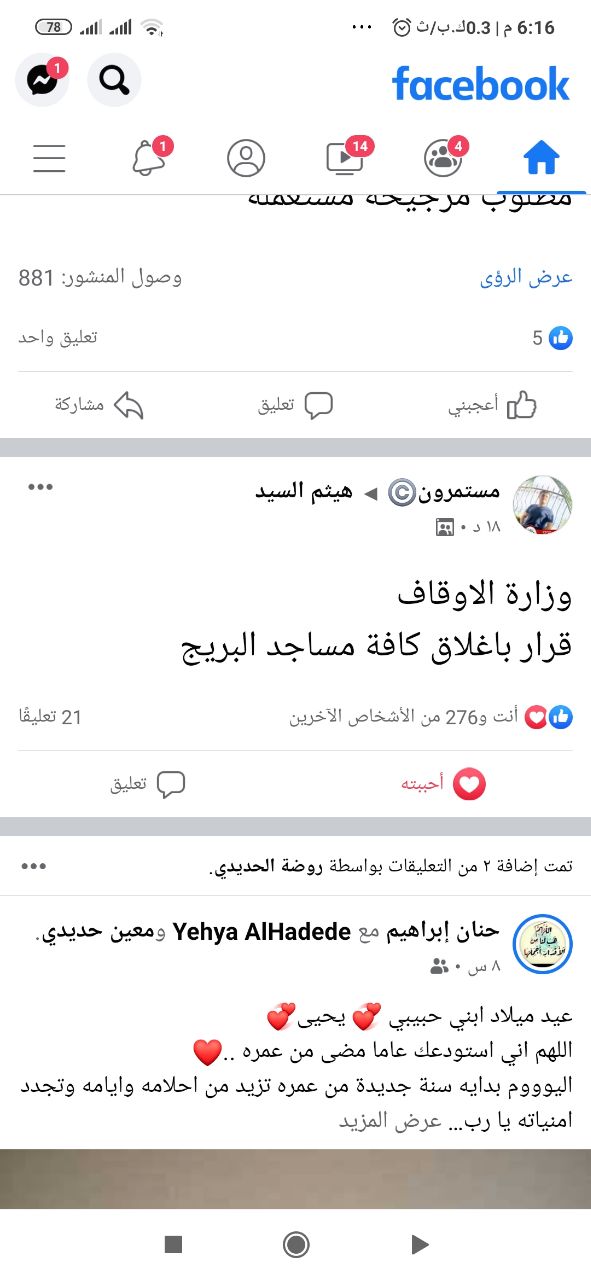 6:16 م | 0.3ك.ب/ث
78
facebook
1
1
14
4
مطلوب مرجيحة مستعملة
عرض الرؤى
وصول المنشور: 881
5
تعليق واحد
أعجبني
تعليق
مشاركة
هيثم السيد ◀ مستمرون©
١٨ د •
وزارة الاوقاف
قرار باغلاق كافة مساجد البريج
أنت و276 من الأشخاص الآخرين
21 تعليقًا
أحببته
تعليق
تمت إضافة ٢ من التعليقات بواسطة روضة الحديدي.
حنان إبراهيم مع Yehya AlHadede ومعين حديدي.
٨ س •
عيد ميلاد ابني حبيبي 💞 يحيى💞
اللهم اني استودعك عاما مضى من عمره ..❤️
اليوووم بدايه سنة جديدة من عمره تزيد من احلامه وايامه وتجدد
امنياته يا رب... عرض المزيد